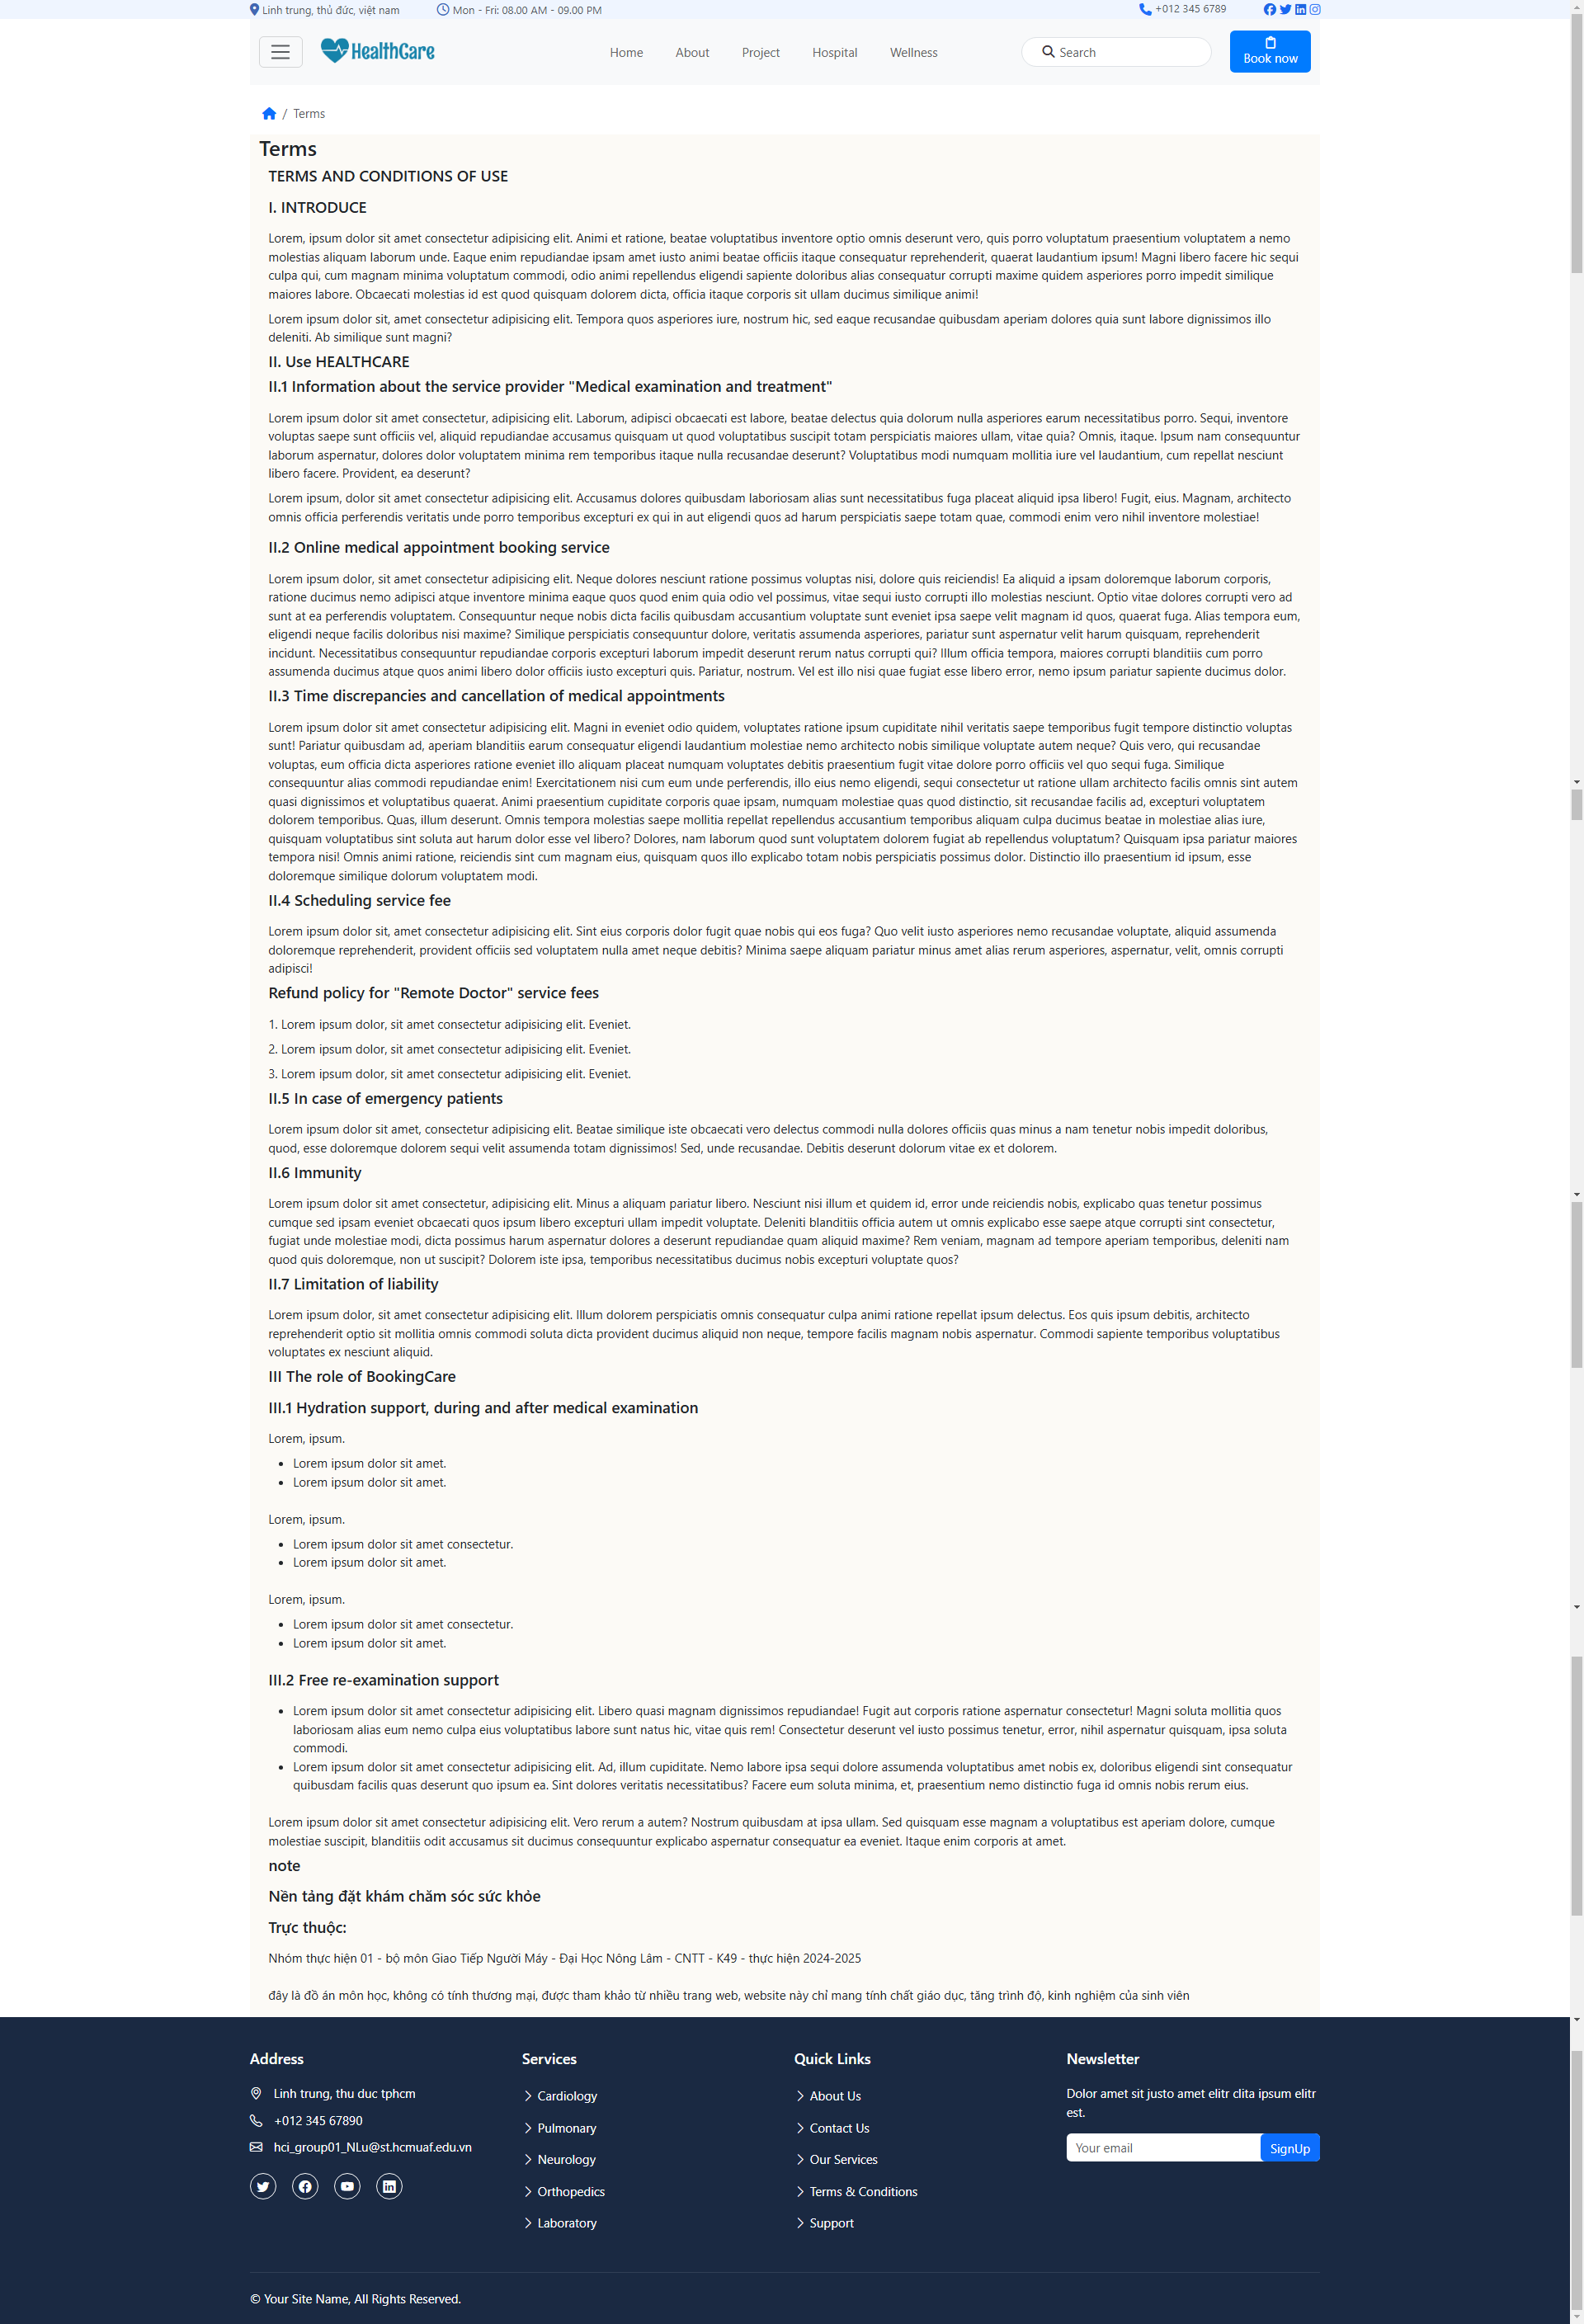 Linh trung, thủ đức, việt nam
Mon - Fri: 08.00 AM - 09.00 PM
+012 345 6789
HealthCare
Home
About
Project
Hospital
Wellness
Search
Book now
/ Terms
Terms
TERMS AND CONDITIONS OF USE
I. INTRODUCE
Lorem, ipsum dolor sit amet consectetur adipisicing elit. Animi et ratione, beatae voluptatibus inventore optio omnis deserunt vero, quis porro voluptatum praesentium voluptatem a nemo
molestias aliquam laborum unde. Eaque enim repudiandae ipsam amet iusto animi beatae officiis itaque consequatur reprehenderit, quaerat laudantium ipsum! Magni libero facere hic sequi
culpa qui, cum magnam minima voluptatum commodi, odio animi repellendus eligendi sapiente doloribus alias consequatur corrupti maxime quidem asperiores porro impedit similique
maiores labore. Obcaecati molestias id est quod quisquam dolorem dicta, officia itaque corporis sit ullam ducimus similique animi!
Lorem ipsum dolor sit, amet consectetur adipisicing elit. Tempora quos asperiores iure, nostrum hic, sed eaque recusandae quibusdam aperiam dolores quia sunt labore dignissimos illo
deleniti. Ab similique sunt magni?
II. Use HEALTHCARE
II.1 Information about the service provider "Medical examination and treatment"
Lorem ipsum dolor sit amet consectetur, adipisicing elit. Laborum, adipisci obcaecati est labore, beatae delectus quia dolorum nulla asperiores earum necessitatibus porro. Sequi, inventore
voluptas saepe sunt officiis vel, aliquid repudiandae accusamus quisquam ut quod voluptatibus suscipit totam perspiciatis maiores ullam, vitae quia? Omnis, itaque. Ipsum nam consequuntur
laborum aspernatur, dolores dolor voluptatem minima rem temporibus itaque nulla recusandae deserunt? Voluptatibus modi numquam mollitia iure vel laudantium, cum repellat nesciunt
libero facere. Provident, ea deserunt?
Lorem ipsum, dolor sit amet consectetur adipisicing elit. Accusamus dolores quibusdam laboriosam alias sunt necessitatibus fuga placeat aliquid ipsa libero! Fugit, eius. Magnam, architecto
omnis officia perferendis veritatis unde porro temporibus excepturi ex qui in aut eligendi quos ad harum perspiciatis saepe totam quae, commodi enim vero nihil inventore molestiae!
II.2 Online medical appointment booking service
Lorem ipsum dolor, sit amet consectetur adipisicing elit. Neque dolores nesciunt ratione possimus voluptas nisi, dolore quis reiciendis! Ea aliquid a ipsam doloremque laborum corporis,
ratione ducimus nemo adipisci atque inventore minima eaque quos quod enim quia odio vel possimus, vitae sequi iusto corrupti illo molestias nesciunt. Optio vitae dolores corrupti vero ad
sunt at ea perferendis voluptatem. Consequuntur neque nobis dicta facilis quibusdam accusantium voluptate sunt eveniet ipsa saepe velit magnam id quos, quaerat fuga. Alias tempora eum,
eligendi neque facilis doloribus nisi maxime? Similique perspiciatis consequuntur dolore, veritatis assumenda asperiores, pariatur sunt aspernatur velit harum quisquam, reprehenderit
incidunt. Necessitatibus consequuntur repudiandae corporis excepturi laborum impedit deserunt rerum natus corrupti qui? Illum officia tempora, maiores corrupti blanditiis cum porro
assumenda ducimus atque quos animi libero dolor officiis iusto excepturi quis. Pariatur, nostrum. Vel est illo nisi quae fugiat esse libero error, nemo ipsum pariatur sapiente ducimus dolor.
II.3 Time discrepancies and cancellation of medical appointments
Lorem ipsum dolor sit amet consectetur adipisicing elit. Magni in eveniet odio quidem, voluptates ratione ipsum cupiditate nihil veritatis saepe temporibus fugit tempore distinctio voluptas
sunt! Pariatur quibusdam ad, aperiam blanditiis earum consequatur eligendi laudantium molestiae nemo architecto nobis similique voluptate autem neque? Quis vero, qui recusandae
voluptas, eum officia dicta asperiores ratione eveniet illo aliquam placeat numquam voluptates debitis praesentium fugit vitae dolore porro officiis vel quo sequi fuga. Similique
consequuntur alias commodi repudiandae enim! Exercitationem nisi cum eum unde perferendis, illo eius nemo eligendi, sequi consectetur ut ratione ullam architecto facilis omnis sint autem
quasi dignissimos et voluptatibus quaerat. Animi praesentium cupiditate corporis quae ipsam, numquam molestiae quas quod distinctio, sit recusandae facilis ad, excepturi voluptatem
dolorem temporibus. Quas, illum deserunt. Omnis tempora molestias saepe mollitia repellat repellendus accusantium temporibus aliquam culpa ducimus beatae in molestiae alias iure,
quisquam voluptatibus sint soluta aut harum dolor esse vel libero? Dolores, nam laborum quod sunt voluptatem dolorem fugiat ab repellendus voluptatum? Quisquam ipsa pariatur maiores
tempora nisi! Omnis animi ratione, reiciendis sint cum magnam eius, quisquam quos illo explicabo totam nobis perspiciatis possimus dolor. Distinctio illo praesentium id ipsum, esse
doloremque similique dolorum voluptatem modi.
II.4 Scheduling service fee
Lorem ipsum dolor sit, amet consectetur adipisicing elit. Sint eius corporis dolor fugit quae nobis qui eos fuga? Quo velit iusto asperiores nemo recusandae voluptate, aliquid assumenda
doloremque reprehenderit, provident officiis sed voluptatem nulla amet neque debitis? Minima saepe aliquam pariatur minus amet alias rerum asperiores, aspernatur, velit, omnis corrupti
adipisci!
Refund policy for "Remote Doctor" service fees
1. Lorem ipsum dolor, sit amet consectetur adipisicing elit. Eveniet.
2. Lorem ipsum dolor, sit amet consectetur adipisicing elit. Eveniet.
3. Lorem ipsum dolor, sit amet consectetur adipisicing elit. Eveniet.
II.5 In case of emergency patients
Lorem ipsum dolor sit amet, consectetur adipisicing elit. Beatae similique iste obcaecati vero delectus commodi nulla dolores officiis quas minus a nam tenetur nobis impedit doloribus,
quod, esse doloremque dolorem sequi velit assumenda totam dignissimos! Sed, unde recusandae. Debitis deserunt dolorum vitae ex et dolorem.
II.6 Immunity
Lorem ipsum dolor sit amet consectetur, adipisicing elit. Minus a aliquam pariatur libero. Nesciunt nisi illum et quidem id, error unde reiciendis nobis, explicabo quas tenetur possimus
cumque sed ipsam eveniet obcaecati quos ipsum libero excepturi ullam impedit voluptate. Deleniti blanditiis officia autem ut omnis explicabo esse saepe atque corrupti sint consectetur,
fugiat unde molestiae modi, dicta possimus harum aspernatur dolores a deserunt repudiandae quam aliquid maxime? Rem veniam, magnam ad tempore aperiam temporibus, deleniti nam
quod quis doloremque, non ut suscipit? Dolorem iste ipsa, temporibus necessitatibus ducimus nobis excepturi voluptate quos?
II.7 Limitation of liability
Lorem ipsum dolor, sit amet consectetur adipisicing elit. Illum dolorem perspiciatis omnis consequatur culpa animi ratione repellat ipsum delectus. Eos quis ipsum debitis, architecto
reprehenderit optio sit mollitia omnis commodi soluta dicta provident ducimus aliquid non neque, tempore facilis magnam nobis aspernatur. Commodi sapiente temporibus voluptatibus
voluptates ex nesciunt aliquid.
III The role of BookingCare
III.1 Hydration support, during and after medical examination
Lorem, ipsum.
• Lorem ipsum dolor sit amet.
• Lorem ipsum dolor sit amet.
Lorem, ipsum.
• Lorem ipsum dolor sit amet consectetur.
• Lorem ipsum dolor sit amet.
Lorem, ipsum.
• Lorem ipsum dolor sit amet consectetur.
• Lorem ipsum dolor sit amet.
III.2 Free re-examination support
• Lorem ipsum dolor sit amet consectetur adipisicing elit. Libero quasi magnam dignissimos repudiandae! Fugit aut corporis ratione aspernatur consectetur! Magni soluta mollitia quos
laboriosam alias eum nemo culpa eius voluptatibus labore sunt natus hic, vitae quis rem! Consectetur deserunt vel iusto possimus tenetur, error, nihil aspernatur quisquam, ipsa soluta
commodi.
• Lorem ipsum dolor sit amet consectetur adipisicing elit. Ad, illum cupiditate. Nemo labore ipsa sequi dolore assumenda voluptatibus amet nobis ex, doloribus eligendi sint consequatur
quibusdam facilis quas deserunt quo ipsum ea. Sint dolores veritatis necessitatibus? Facere eum soluta minima, et, praesentium nemo distinctio fuga id omnis nobis rerum eius.
Lorem ipsum dolor sit amet consectetur adipisicing elit. Vero rerum a autem? Nostrum quibusdam at ipsa ullam. Sed quisquam esse magnam a voluptatibus est aperiam dolore, cumque
molestiae suscipit, blanditiis odit accusamus sit ducimus consequuntur explicabo aspernatur consequatur ea eveniet. Itaque enim corporis at amet.
note
Nền tảng đặt khám chăm sóc sức khỏe
Trực thuộc:
Nhóm thực hiện 01 - bộ môn Giao Tiếp Người Máy - Đại Học Nông Lâm - CNTT - K49 - thực hiện 2024-2025
đây là đồ án môn học, không có tính thương mại, được tham khảo từ nhiều trang web, website này chỉ mang tính chất giáo dục, tăng trình độ, kinh nghiệm của sinh viên
Address
Linh trung, thu duc tphcm
+012 345 67890
hci_group01_NLu@st.hcmuaf.edu.vn
Services
Cardiology
Pulmonary
Neurology
Orthopedics
Laboratory
Quick Links
About Us
Contact Us
Our Services
Terms & Conditions
Support
Newsletter
Dolor amet sit justo amet elitr clita ipsum elitr
est.
Your email
SignUp
© Your Site Name, All Rights Reserved.